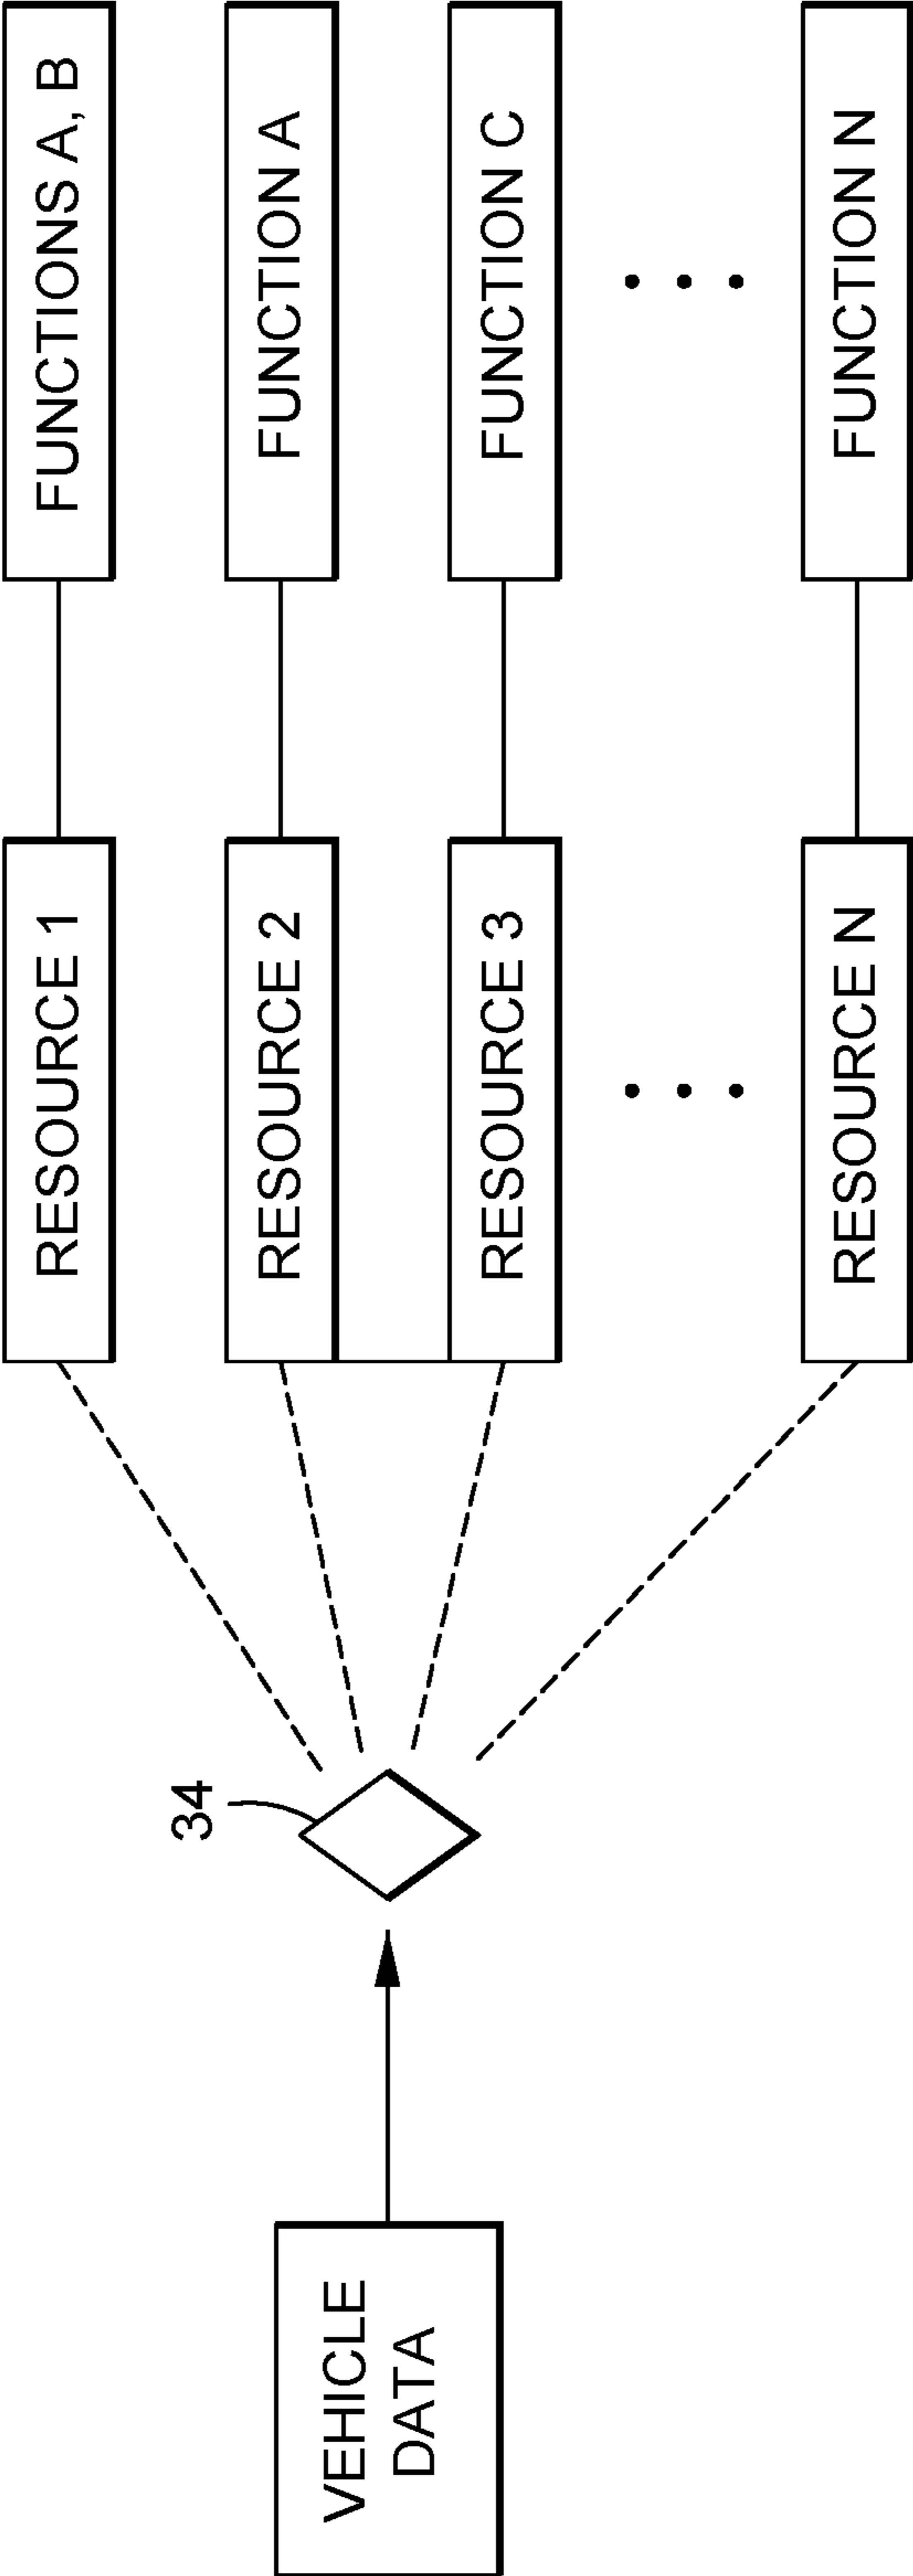 VEHICLE
DATA
34
RESOURCE 1
FUNCTIONS A, B
RESOURCE 2
FUNCTION A
RESOURCE 3
FUNCTION C
RESOURCE N
FUNCTION N